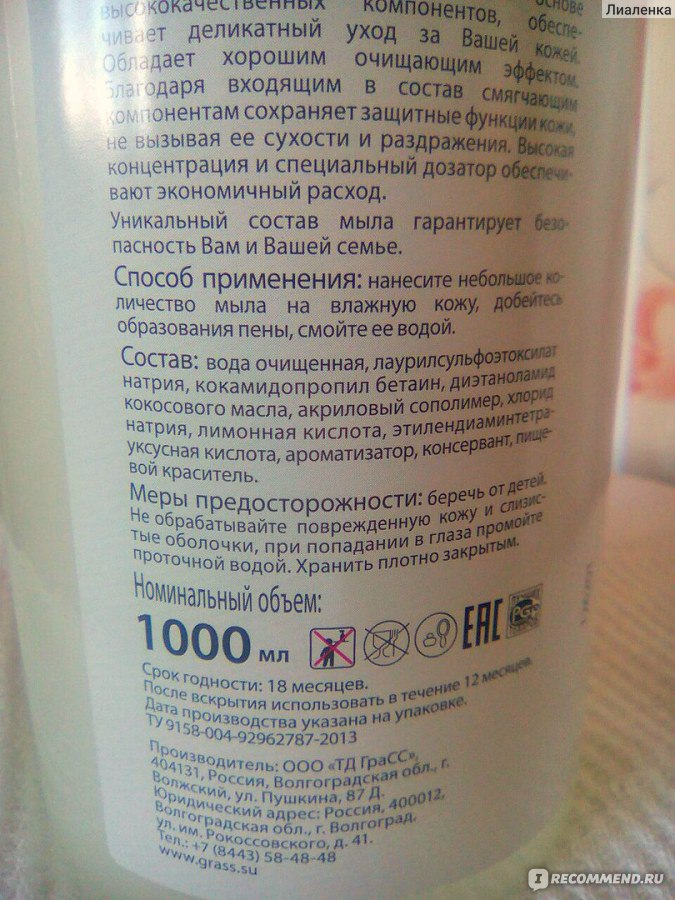 Лиаленка
основе
высококачественных компонентов, обеспе-
чивает деликатный уход за Вашей кожей.
Обладает хорошим очищающим эффектом,
благодаря входящим в состав смягчающим
компонентам сохраняет защитные функции кожи,
не вызывая ее сухости и раздражения. Высокая
концентрация и специальный дозатор обеспечи-
вают экономичный расход.
Уникальный состав мыла гарантирует безо-
пасность Вам и Вашей семье.
Способ применения: нанесите небольшое ко-
личество мыла на влажную кожу, добейтесь
образования пены, смойте ее водой.
Состав: вода очищенная, лаурилсульфоэтоксилат
натрия, кокамидопропил бетаин, диэтаноламид
кокосового масла, акриловый сополимер, хлорид
натрия, лимонная кислота, этилендиаминтетра-
уксусная кислота, ароматизатор, консервант, пище-
вой краситель.
Меры предосторожности: беречь от детей.
Не обрабатывайте поврежденную кожу и слизис-
тые оболочки, при попадании в глаза промойте
проточной водой. Хранить плотно закрытым.
Номинальный объем:
1000 мл
EAC
PG
Срок годности: 18 месяцев.
После вскрытия использовать в течение 12 месяцев.
Дата производства указана на упаковке.
ТУ 9158-004-92962787-2013
Производитель: ООО «ТД ГраСС»,
404131, Россия, Волгоградская обл., г.
Волжский, ул. Пушкина, 87 Д.
Юридический адрес: Россия, 400012,
Волгоградская обл., г. Волгоград,
ул. им. Рокоссовского, д. 41.
Тел.: +7 (8443) 58-48-48
www.grass.su
IRECOMMEND.RU